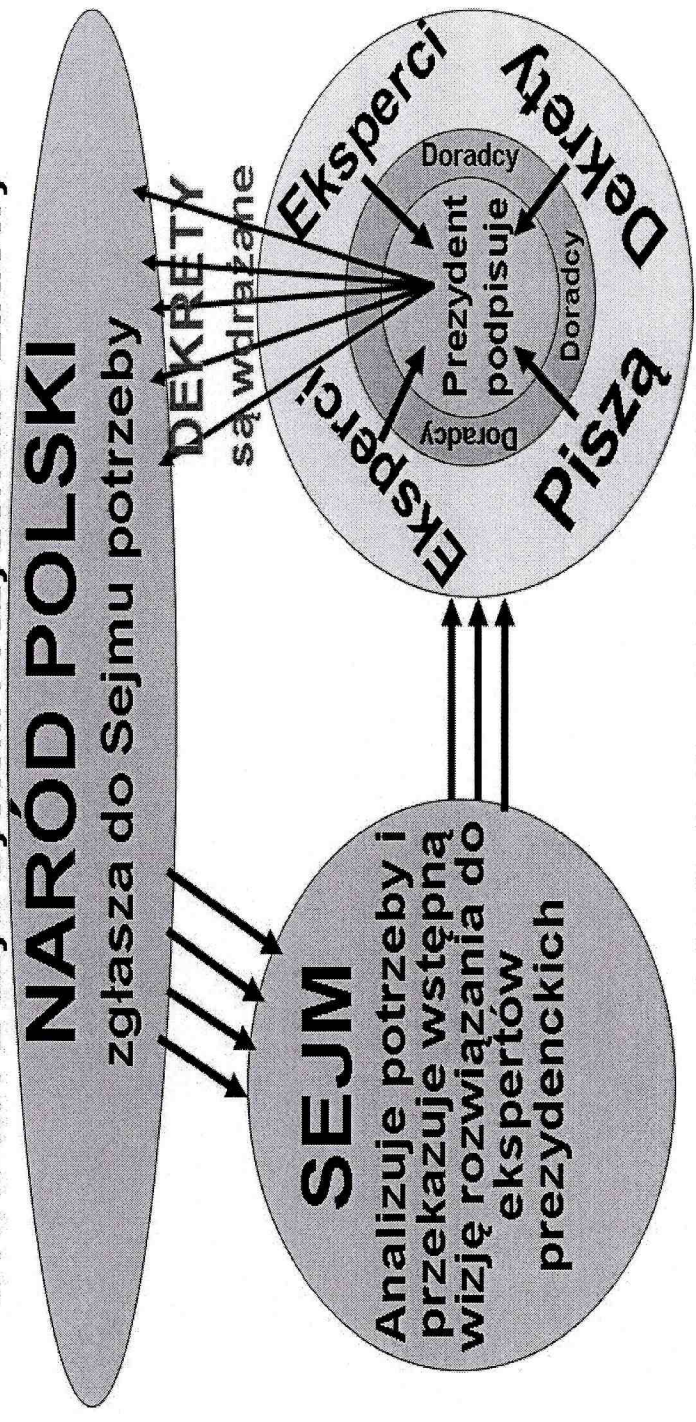 NARÓD POLSKI
zgłasza do Sejmu potrzeby
DEKRETY
są wdrażane
SEJM
Analizuje potrzeby i
przekazuje wstępną
wizję rozwiązania do
ekspertów
prezydenckich
Eksperci
Eksperci
Piszą
Dekrety
Doradcy
Doradcy
Doradcy
Prezydent
podpisuje